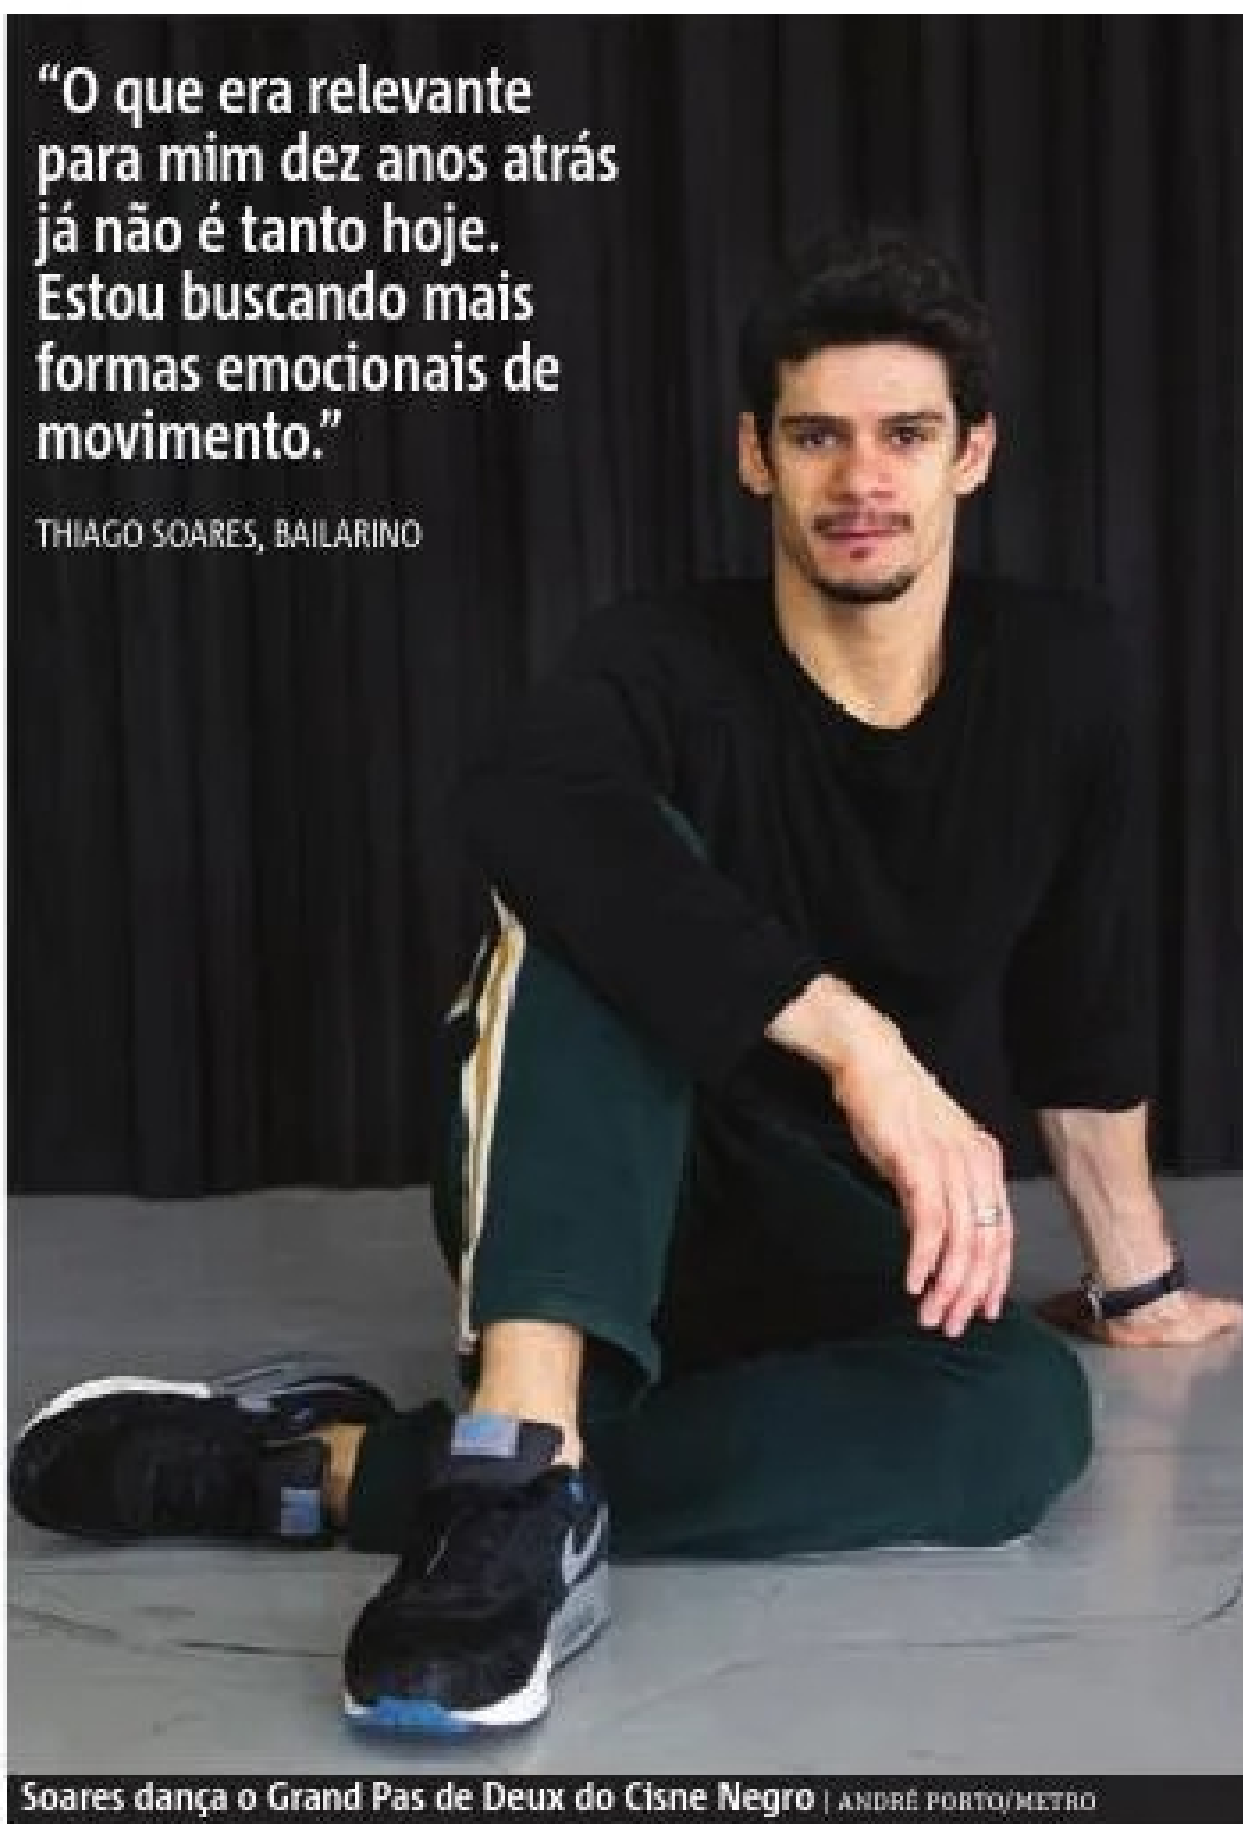 “O que era relevante
para mim dez anos atrás
já não é tanto hoje.
Estou buscando mais
formas emocionais de
movimento.”
THIAGO SOARES, BAILARINO
Soares dança o Grand Pas de Deux do Cisne Negro | ANDRÉ PORTO/METRO